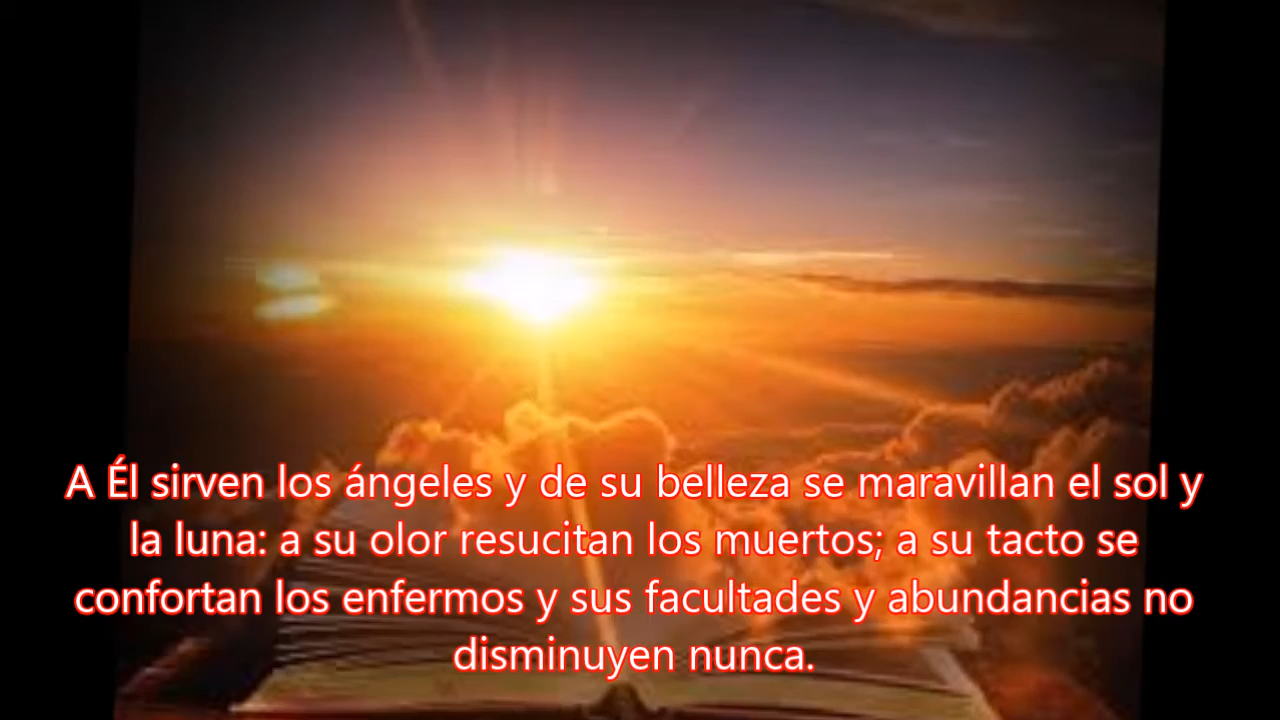 A Él sirven los ángeles y de su belleza se maravillan el sol y
la luna: a su olor resucitan los muertos; a su tacto se
confortan los enfermos y sus facultades y abundancias no
disminuyen nunca.